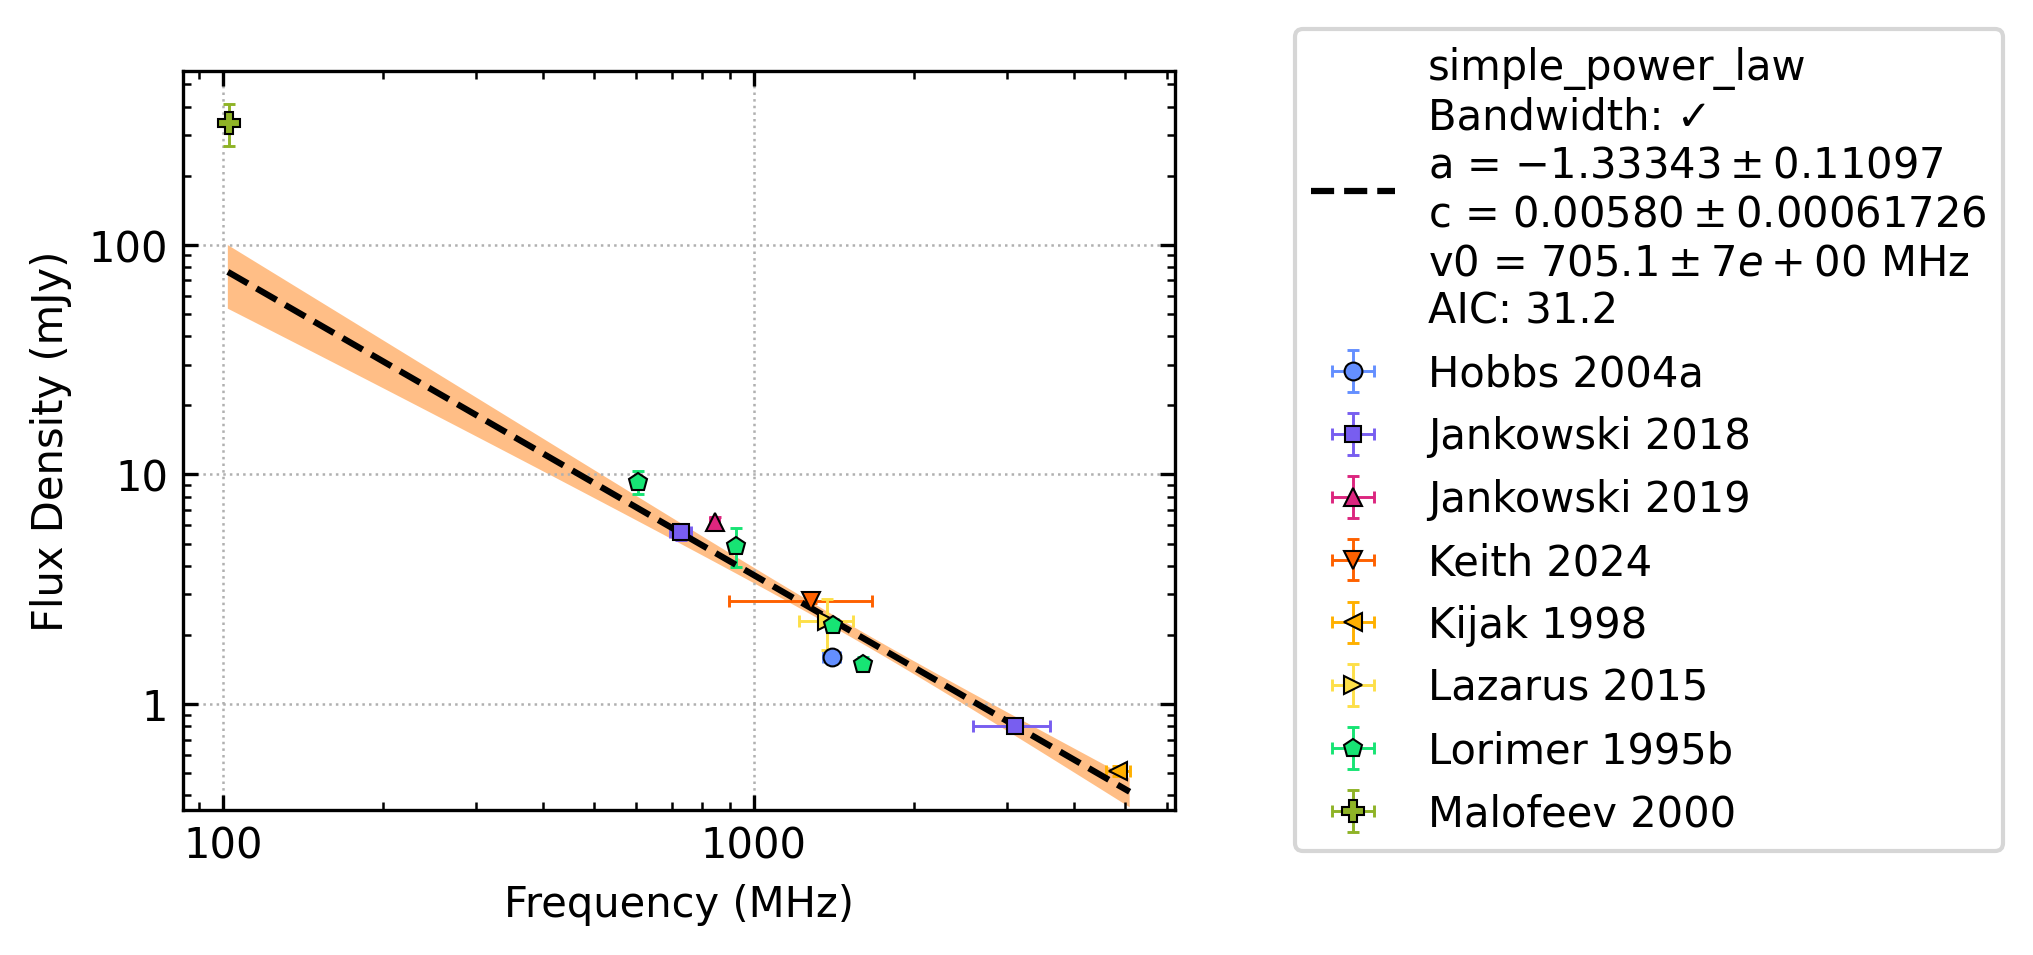 simple_power_law
Bandwidth: ✓
a = −1.33343 ± 0.11097
c = 0.00580 ± 0.00061726
v0 = 705.1 ± 7e + 00 MHz
AIC: 31.2
Hobbs 2004a
Jankowski 2018
Jankowski 2019
Keith 2024
Kijak 1998
Lazarus 2015
Lorimer 1995b
Malofeev 2000
Flux Density (mJy)
100
10
1
100
1000
Frequency (MHz)